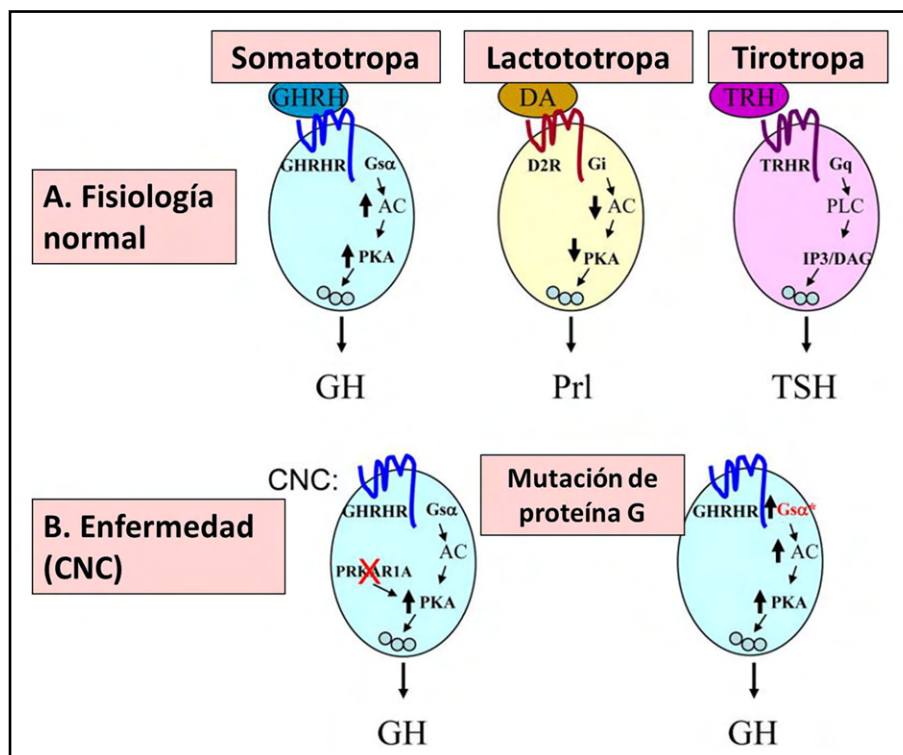 Somatotropa
Lactototropa
Tirotropa
GHRH
DA
TRH
A. Fisiología
normal
GHRHR Gsα
AC
PKA
GH
D2R Gi
AC
PKA
Prl
TRHR Gq
PLC
IP3/DAG
TSH
B. Enfermedad
(CNC)
CNC:
GHRHR Gsα
AC
PRKAR1A
PKA
GH
Mutación de
proteína G
GHRHR Gsα*
AC
PKA
GH